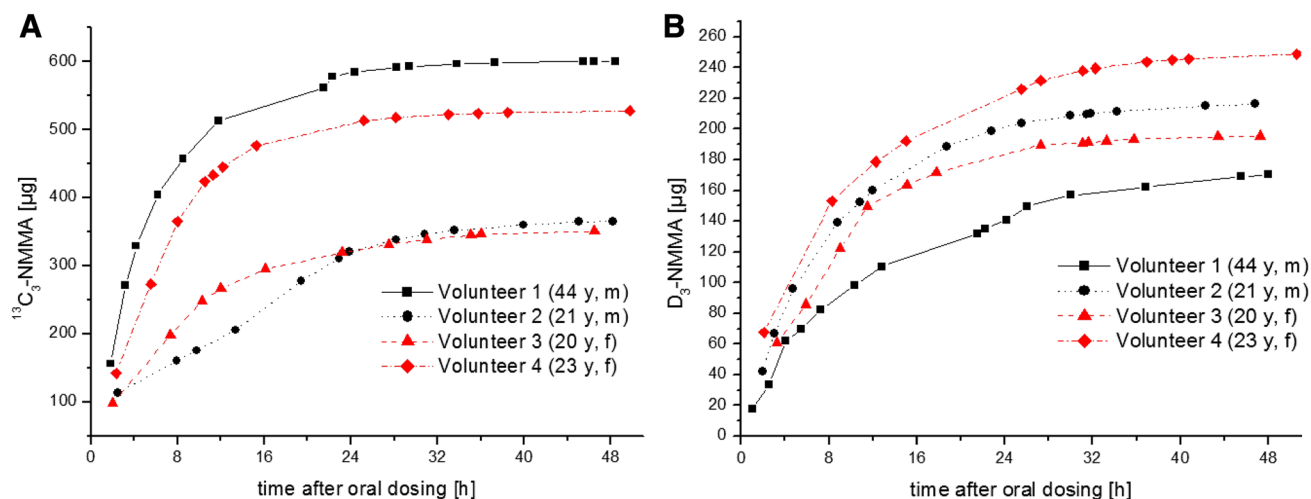 A
600
500
400
300
200
100
¹³C₃-NMMA [µg]
Volunteer 1 (44 y, m)
Volunteer 2 (21 y, m)
Volunteer 3 (20 y, f)
Volunteer 4 (23 y, f)
0 8 16 24 32 40 48
time after oral dosing [h]
B
260
240
220
200
180
160
140
120
100
80
60
40
20
0
D₃-NMMA [µg]
Volunteer 1 (44 y, m)
Volunteer 2 (21 y, m)
Volunteer 3 (20 y, f)
Volunteer 4 (23 y, f)
0 8 16 24 32 40 48
time after oral dosing [h]